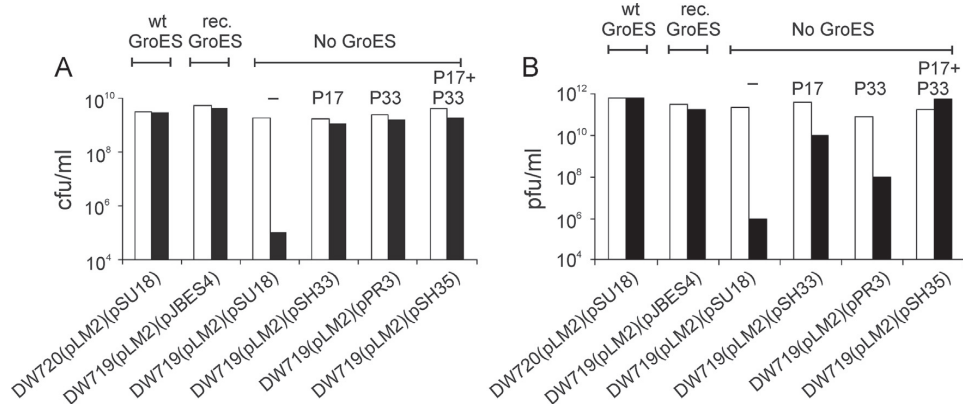 wt
GroES
rec.
GroES
No GroES
A
–
P17
P33
P17+
P33
10^10
10^8
10^6
10^4
cfu/ml
DW720(pLM2)(pSU18)
DW719(pLM2)(pJBES4)
DW719(pLM2)(pSU18)
DW719(pLM2)(pSH33)
DW719(pLM2)(pPR3)
DW719(pLM2)(pSH35)
wt
GroES
rec.
GroES
No GroES
B
–
P17
P33
P17+
P33
10^12
10^10
10^8
10^6
10^4
pfu/ml
DW720(pLM2)(pSU18)
DW719(pLM2)(pJBES4)
DW719(pLM2)(pSU18)
DW719(pLM2)(pSH33)
DW719(pLM2)(pPR3)
DW719(pLM2)(pSH35)